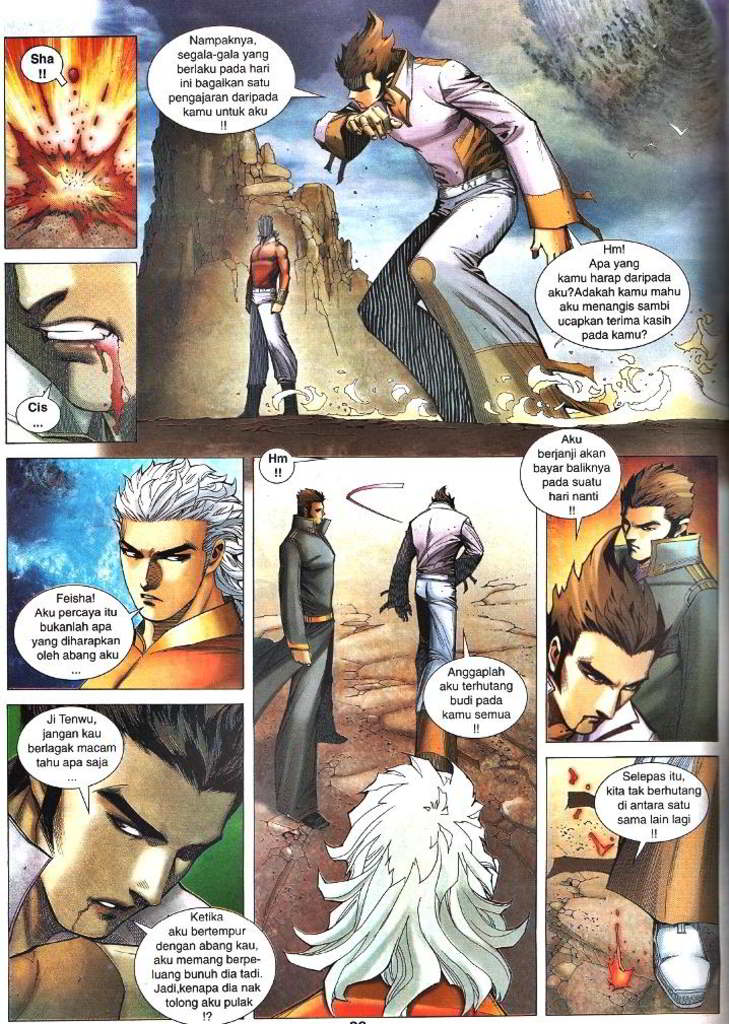 Sha
!!
Nampaknya,
segala-gala yang
berlaku pada hari
ini bagaikan satu
pengajaran daripada
kamu untuk aku
!!
Hm!
Apa yang
kamu harap daripada
aku?Adakah kamu mahu
aku menangis sambi
ucapkan terima kasih
pada kamu?
Cis
...
Feisha!
Aku percaya itu
bukanlah apa
yang diharapkan
oleh abang aku
...
Hm
!!
Aku
berjanji akan
bayar baliknya
pada suatu
hari nanti
!!
Ji Tenwu,
jangan kau
berlagak macam
tahu apa saja
...
Ketika
aku bertempur
dengan abang kau,
aku memang berpe-
luang bunuh dia tadi.
Jadi,kenapa dia nak
tolong aku pulak
!?
Anggaplah
aku terhutang
budi pada
kamu semua
!!
Selepas itu,
kita tak berhutang
di antara satu
sama lain lagi
!!